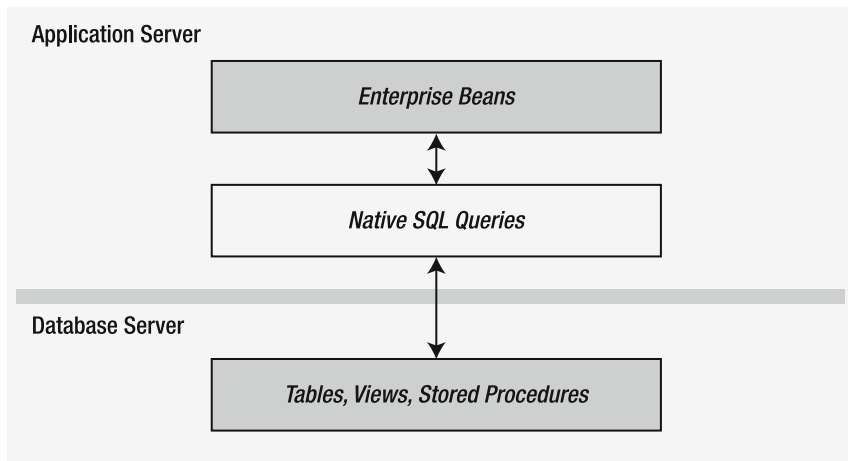 Application Server
Enterprise Beans
Native SQL Queries
Database Server
Tables, Views, Stored Procedures